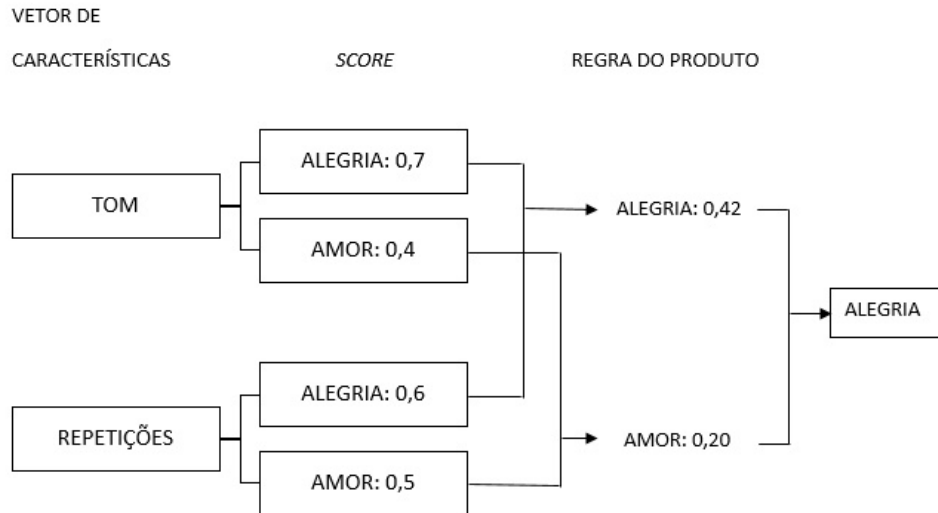 VETOR DE
CARACTERÍSTICAS SCORE REGRA DO PRODUTO
ALEGRIA: 0,7
TOM ALEGRIA: 0,42
AMOR: 0,4
ALEGRIA
ALEGRIA: 0,6
REPETIÇÕES AMOR: 0,20
AMOR: 0,5